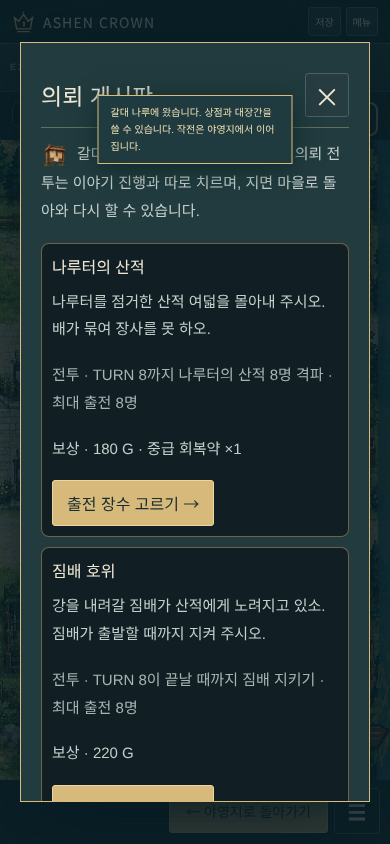 ASHEN CROWN
저장
메뉴
의뢰 게시판
갈대 나루에 왔습니다. 상점과 대장간을
쓸 수 있습니다. 작전은 야영지에서 이어
집니다.
갈 의뢰 전
투는 이야기 진행과 따로 치르며, 지면 마을로 돌
아와 다시 할 수 있습니다.
나루터의 산적
나루터를 점거한 산적 여덟을 몰아내 주시오.
배가 묶여 장사를 못 하오.
전투 · TURN 8까지 나루터의 산적 8명 격파 ·
최대 출전 8명
보상 · 180 G · 중급 회복약 ×1
출전 장수 고르기 →
짐배 호위
강을 내려갈 짐배가 산적에게 노려지고 있소.
짐배가 출발할 때까지 지켜 주시오.
전투 · TURN 8이 끝날 때까지 짐배 지키기 ·
최대 출전 8명
보상 · 220 G
← 야영지로 돌아가기